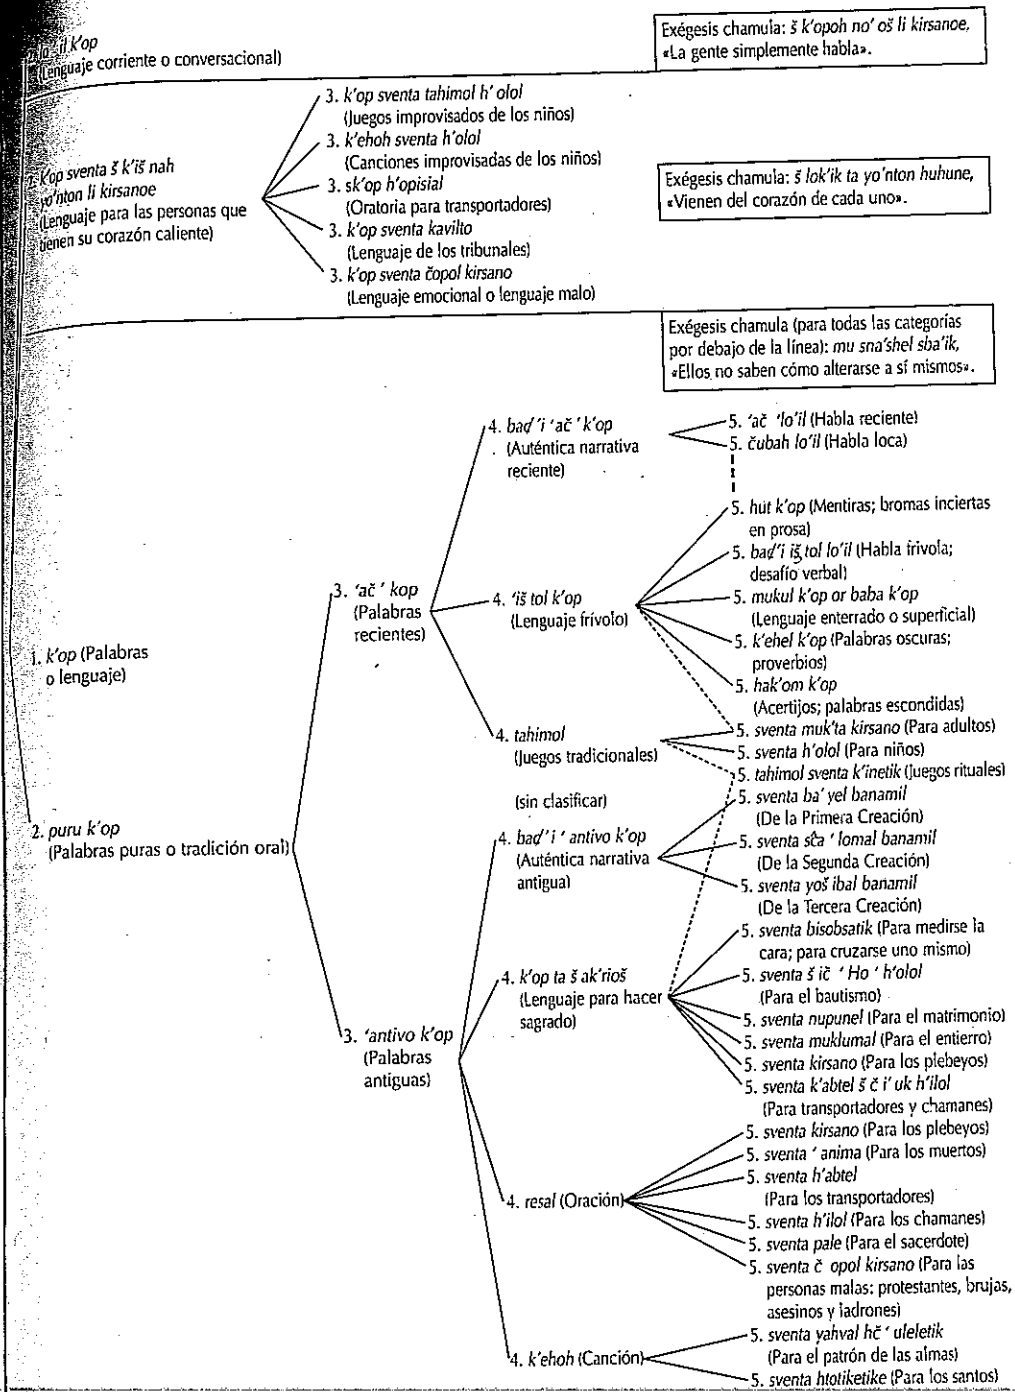 lo'il k'op
(Lenguaje corriente o conversacional)
Exégesis chamula: š k'opoh no' oš li kirsanoe,
«La gente simplemente habla».
k'op sventa š k'iš nah
yo'nton li kirsanoe
(Lenguaje para las personas que
tienen su corazón caliente)
3. k'op sventa tahimol h' olol
(Juegos improvisados de los niños)
3. k'ehoh sventa h'olol
(Canciones improvisadas de los niños)
3. sk'op h'opisial
(Oratoria para transportadores)
3. k'op sventa kavilto
(Lenguaje de los tribunales)
3. k'op sventa čopol kirsano
(Lenguaje emocional o lenguaje malo)
Exégesis chamula: š lok'ik ta yo'nton huhune,
«Vienen del corazón de cada uno».
Exégesis chamula (para todas las categorías
por debajo de la línea): mu sna'shel sba'ik,
«Ellos no saben cómo alterarse a sí mismos».
1. k'op (Palabras
o lenguaje)
2. puru k'op
(Palabras puras o tradición oral)
3. 'ač ' kop
(Palabras
recientes)
4. bad'i 'ač ' k'op
(Auténtica narrativa
reciente)
5. 'ač 'lo'il (Habla reciente)
5. čubah lo'il (Habla loca)
4. 'iš tol k'op
(Lenguaje frívolo)
5. hut k'op (Mentiras; bromas inciertas
en prosa)
5. bad'i iš tol lo'il (Habla frívola;
desafío verbal)
5. mukul k'op or baba k'op
(Lenguaje enterrado o superficial)
5. k'ehel k'op (Palabras oscuras;
proverbios)
5. hak'om k'op
(Acertijos; palabras escondidas)
4. tahimol
(Juegos tradicionales)
5. sventa muk'ta kirsano (Para adultos)
5. sventa h'olol (Para niños)
5. tahimol sventa k'inetik (Juegos rituales)
(sin clasificar)
3. 'antivo k'op
(Palabras
antiguas)
4. bad'i ' antivo k'op
(Auténtica narrativa
antigua)
5. sventa ba' yel banamil
(De la Primera Creación)
5. sventa sča ' lomal banamil
(De la Segunda Creación)
5. sventa yoš ibal banamil
(De la Tercera Creación)
4. k'op ta š ak'rioš
(Lenguaje para hacer
sagrado)
5. sventa bisobsatik (Para medirse la
cara; para cruzarse uno mismo)
5. sventa š ič ' Ho ' h'olol
(Para el bautismo)
5. sventa nupunel (Para el matrimonio)
5. sventa muklumal (Para el entierro)
5. sventa kirsano (Para los plebeyos)
5. sventa k'abtel š č i' uk h'ilol
(Para transportadores y chamanes)
4. resal (Oración)
5. sventa kirsano (Para los plebeyos)
5. sventa ' anima (Para los muertos)
5. sventa h'abtel
(Para los transportadores)
5. sventa h'ilol (Para los chamanes)
5. sventa pale (Para el sacerdote)
5. sventa č opol kirsano (Para las
personas malas: protestantes, brujas,
asesinos y ladrones)
4. k'ehoh (Canción)
5. sventa yahval hč ' uleletik
(Para el patrón de las almas)
5. sventa htotiketike (Para los santos)